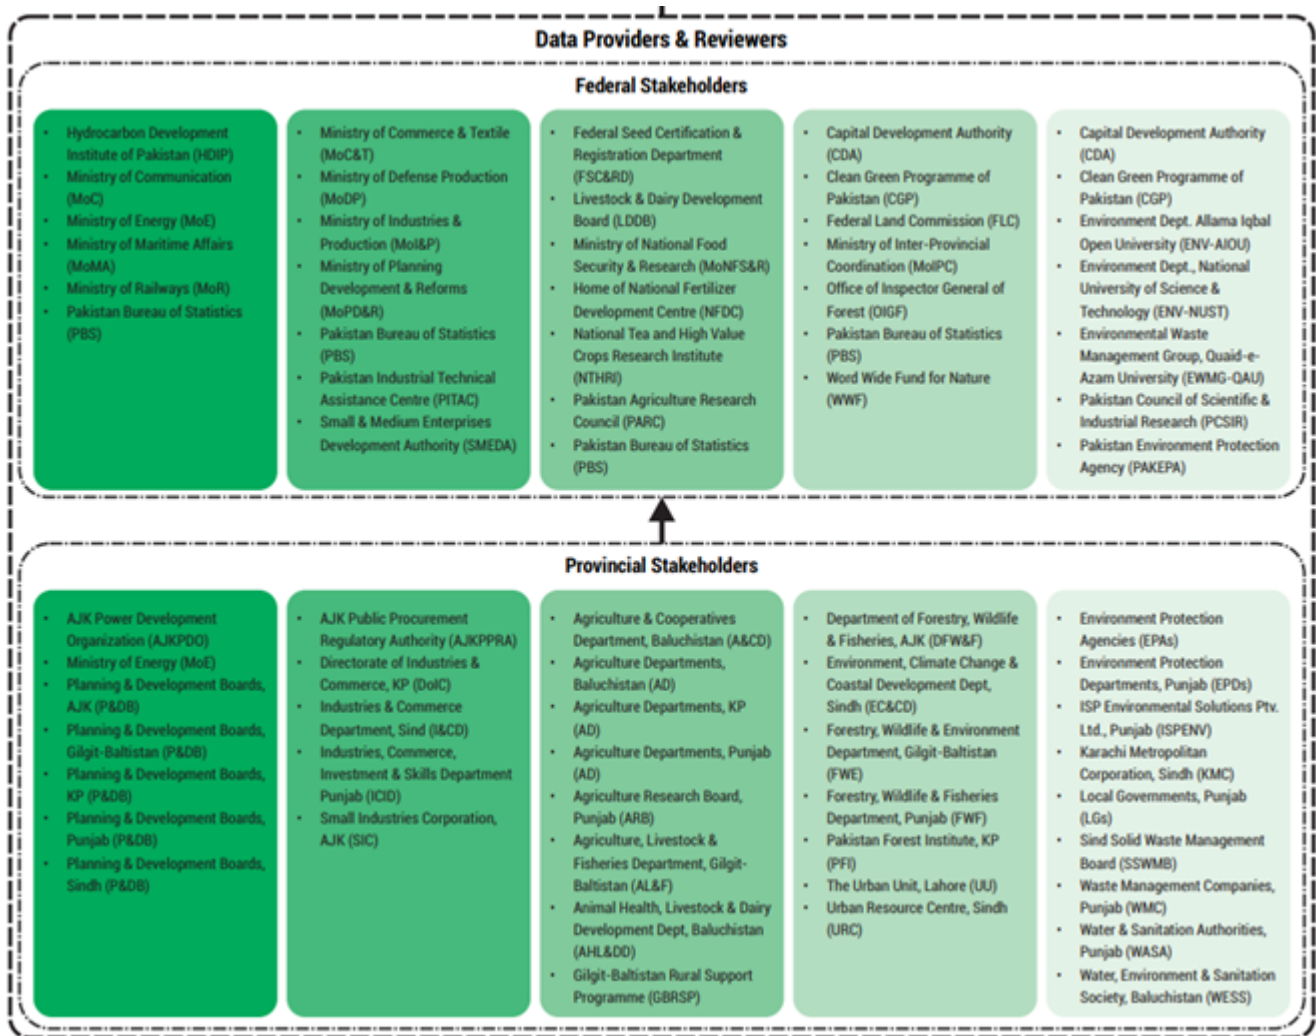 Data Providers & Reviewers
Federal Stakeholders
• Hydrocarbon Development
Institute of Pakistan (HDIP)
• Ministry of Communication
(MoC)
• Ministry of Energy (MoE)
• Ministry of Maritime Affairs
(MoMA)
• Ministry of Railways (MoR)
• Pakistan Bureau of Statistics
(PBS)
• Ministry of Commerce & Textile
(MoC&T)
• Ministry of Defense Production
(MoDP)
• Ministry of Industries &
Production (MoI&P)
• Ministry of Planning
Development & Reforms
(MoPD&R)
• Pakistan Bureau of Statistics
(PBS)
• Pakistan Industrial Technical
Assistance Centre (PITAC)
• Small & Medium Enterprises
Development Authority (SMEDA)
• Federal Seed Certification &
Registration Department
(FSC&RD)
• Livestock & Dairy Development
Board (LDDB)
• Ministry of National Food
Security & Research (MoNFS&R)
• Home of National Fertilizer
Development Centre (NFDC)
• National Tea and High Value
Crops Research Institute
(NTHRI)
• Pakistan Agriculture Research
Council (PARC)
• Pakistan Bureau of Statistics
(PBS)
• Capital Development Authority
(CDA)
• Clean Green Programme of
Pakistan (CGP)
• Federal Land Commission (FLC)
• Ministry of Inter-Provincial
Coordination (MoIPC)
• Office of Inspector General of
Forest (OIGF)
• Pakistan Bureau of Statistics
(PBS)
• Word Wide Fund for Nature
(WWF)
• Capital Development Authority
(CDA)
• Clean Green Programme of
Pakistan (CGP)
• Environment Dept. Allama Iqbal
Open University (ENV-AIOU)
• Environment Dept., National
University of Science &
Technology (ENV-NUST)
• Environmental Waste
Management Group, Quaid-e-
Azam University (EWMG-QAU)
• Pakistan Council of Scientific &
Industrial Research (PCSIR)
• Pakistan Environment Protection
Agency (PAKEPA)
Provincial Stakeholders
• AJK Power Development
Organization (AJKPDO)
• Ministry of Energy (MoE)
• Planning & Development Boards,
AJK (P&DB)
• Planning & Development Boards,
Gilgit-Baltistan (P&DB)
• Planning & Development Boards,
KP (P&DB)
• Planning & Development Boards,
Punjab (P&DB)
• Planning & Development Boards,
Sindh (P&DB)
• AJK Public Procurement
Regulatory Authority (AJKPPRA)
• Directorate of Industries &
Commerce, KP (DoIC)
• Industries & Commerce
Department, Sind (I&CD)
• Industries, Commerce,
Investment & Skills Department
Punjab (ICID)
• Small Industries Corporation,
AJK (SIC)
• Agriculture & Cooperatives
Department, Baluchistan (A&CD)
• Agriculture Departments,
Baluchistan (AD)
• Agriculture Departments, KP
(AD)
• Agriculture Departments, Punjab
(AD)
• Agriculture Research Board,
Punjab (ARB)
• Agriculture, Livestock &
Fisheries Department, Gilgit-
Baltistan (AL&F)
• Animal Health, Livestock & Dairy
Development Dept, Baluchistan
(AHL&DD)
• Gilgit-Baltistan Rural Support
Programme (GBRSP)
• Department of Forestry, Wildlife
& Fisheries, AJK (DFW&F)
• Environment, Climate Change &
Coastal Development Dept,
Sindh (EC&CD)
• Forestry, Wildlife & Environment
Department, Gilgit-Baltistan
(FWE)
• Forestry, Wildlife & Fisheries
Department, Punjab (FWF)
• Pakistan Forest Institute, KP
(PFI)
• The Urban Unit, Lahore (UU)
• Urban Resource Centre, Sindh
(URC)
• Environment Protection
Agencies (EPAs)
• Environment Protection
Departments, Punjab (EPDs)
• ISP Environmental Solutions Ptv.
Ltd., Punjab (ISPENV)
• Karachi Metropolitan
Corporation, Sindh (KMC)
• Local Governments, Punjab
(LGs)
• Sind Solid Waste Management
Board (SSWMB)
• Waste Management Companies,
Punjab (WMC)
• Water & Sanitation Authorities,
Punjab (WASA)
• Water, Environment & Sanitation
Society, Baluchistan (WESS)